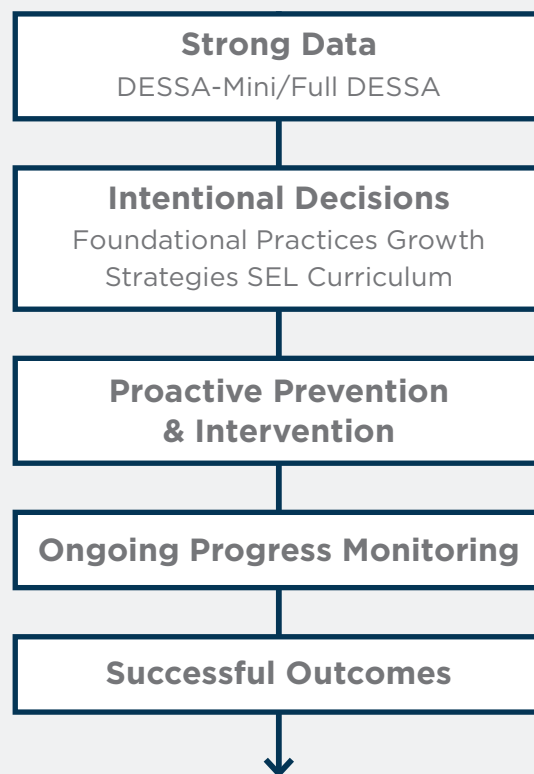 Strong Data
DESSA-Mini/Full DESSA
Intentional Decisions
Foundational Practices Growth
Strategies SEL Curriculum
Proactive Prevention
& Intervention
Ongoing Progress Monitoring
Successful Outcomes